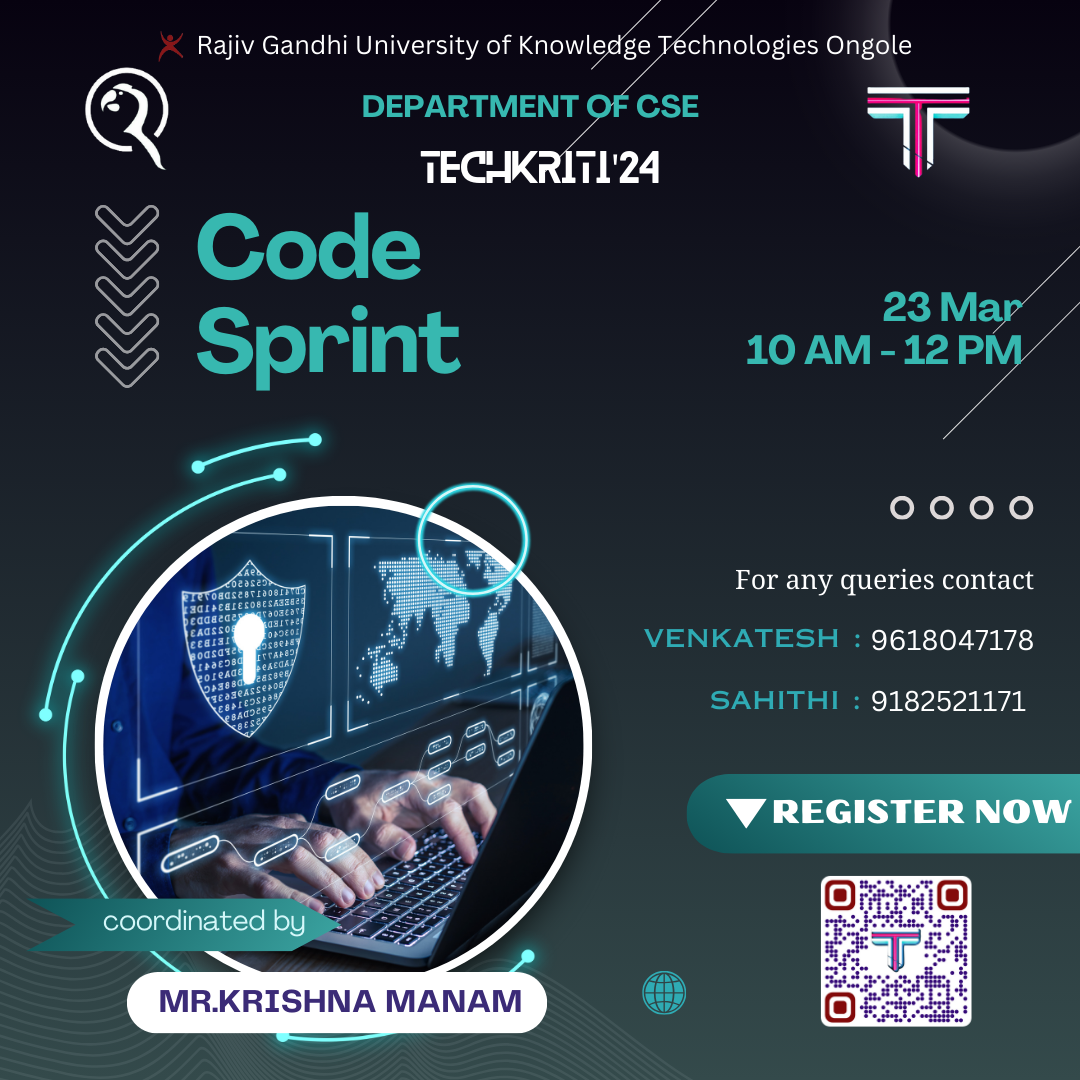 Rajiv Gandhi University of Knowledge Technologies Ongole
DEPARTMENT OF CSE
TECHKRITI'24
Code
Sprint
23 Mar
10 AM - 12 PM
For any queries contact
VENKATESH : 9618047178
SAHITHI : 9182521171
REGISTER NOW
coordinated by
MR.KRISHNA MANAM